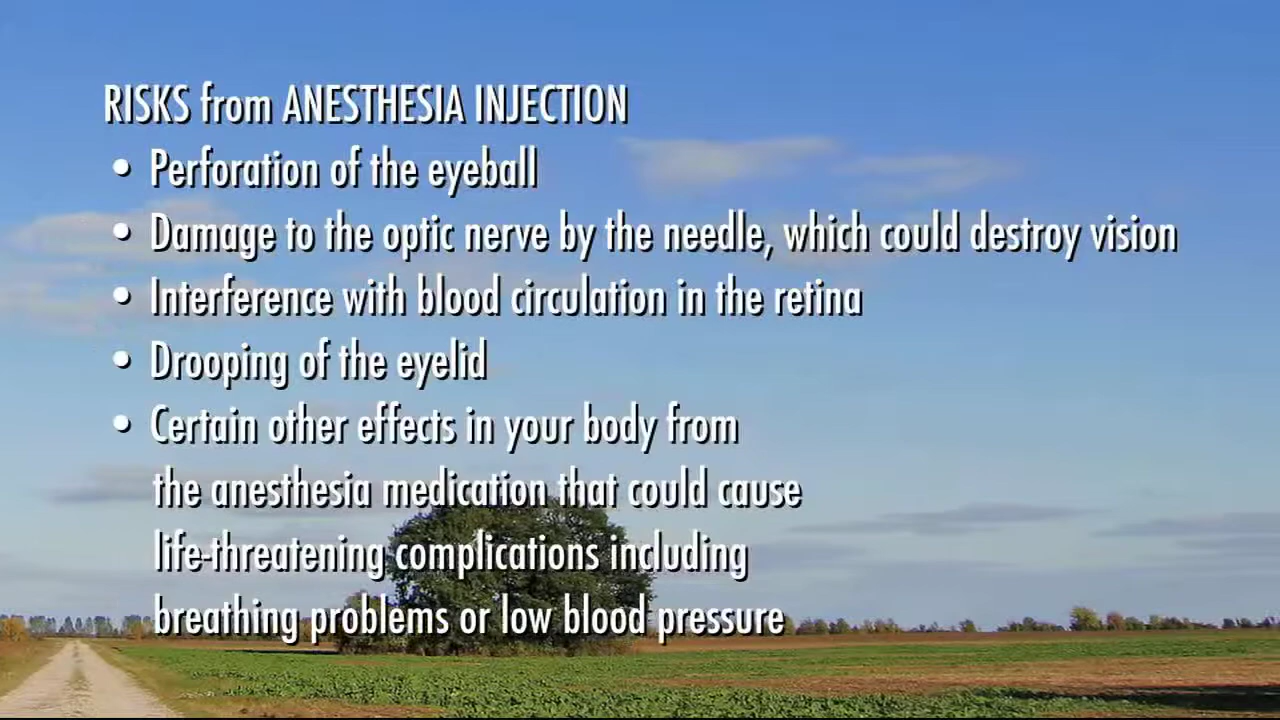 RISKS from ANESTHESIA INJECTION
• Perforation of the eyeball
• Damage to the optic nerve by the needle, which could destroy vision
• Interference with blood circulation in the retina
• Drooping of the eyelid
• Certain other effects in your body from
the anesthesia medication that could cause
life-threatening complications including
breathing problems or low blood pressure